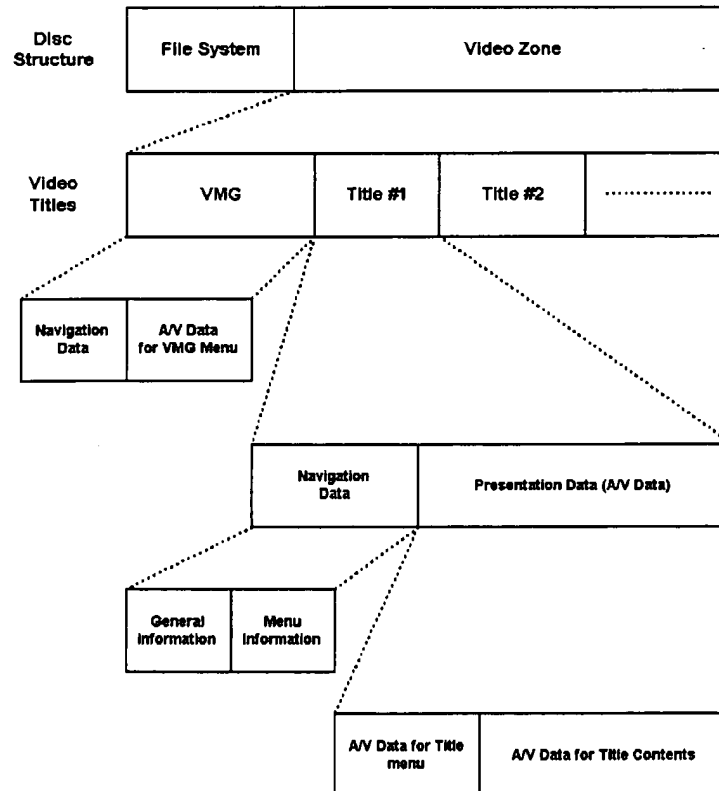 Disc
Structure
File System
Video Zone
Video
Titles
VMG
Title #1
Title #2
Navigation
Data
A/V Data
for VMG Menu
Navigation
Data
Presentation Data (A/V Data)
General
information
Menu
Information
A/V Data for Title
menu
A/V Data for Title Contents